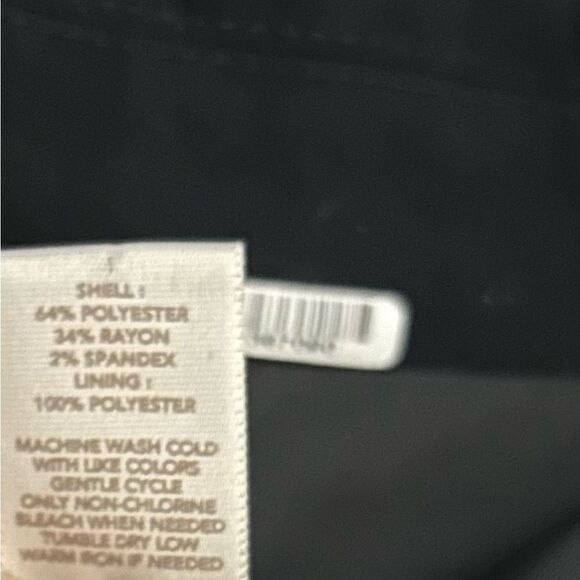 SHELL :
64% POLYESTER
34% RAYON
2% SPANDEX
LINING :
100% POLYESTER
MACHINE WASH COLD
WITH LIKE COLORS
GENTLE CYCLE
ONLY NON-CHLORINE
BLEACH WHEN NEEDED
TUMBLE DRY LOW
WARM IRON IF NEEDED